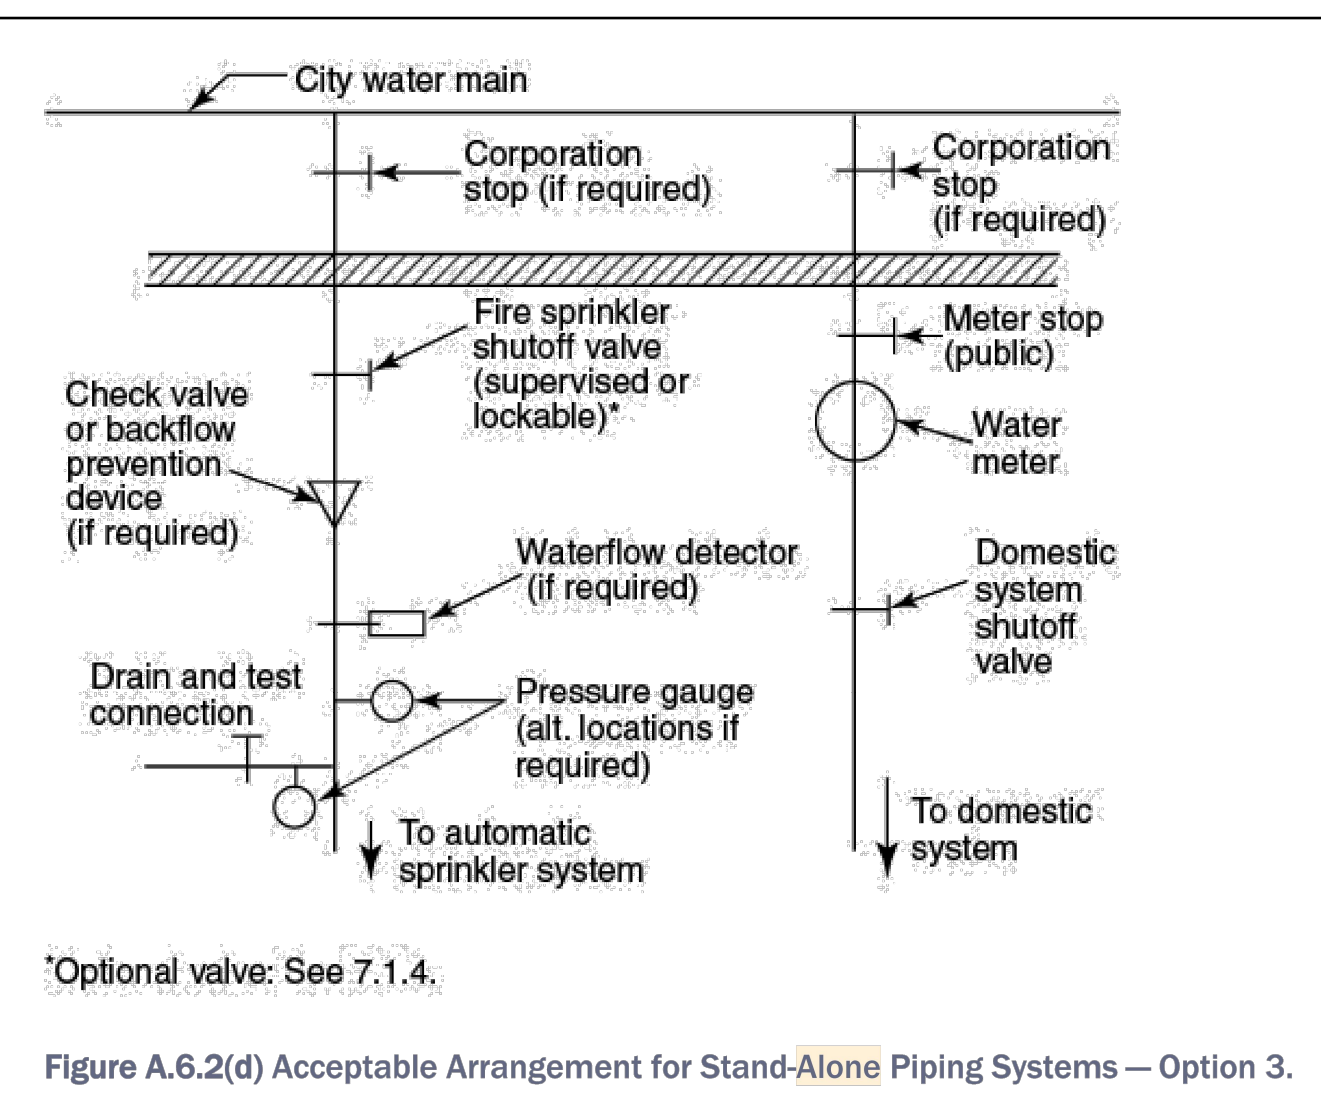 City water main
Corporation
stop (if required)
Corporation
stop
(if required)
Fire sprinkler
shutoff valve
(supervised or
lockable)*
Meter stop
(public)
Check valve
or backflow
prevention
device
(if required)
Water
meter
Waterflow detector
(if required)
Domestic
system
shutoff
valve
Drain and test
connection
Pressure gauge
(alt. locations if
required)
To automatic
sprinkler system
To domestic
system
*Optional valve: See 7.1.4.
Figure A.6.2(d) Acceptable Arrangement for Stand-Alone Piping Systems — Option 3.